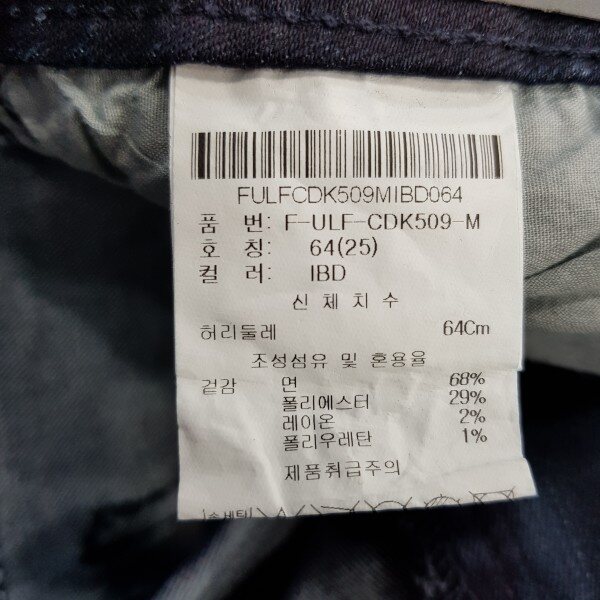 FULFCDK509MIBD064
품 번: F-ULF-CDK509-M
호 칭: 64(25)
컬 러: IBD
신 체 치 수
허리둘레 64Cm
조성섬유 및 혼용율
겉감 면 68%
폴리에스터 29%
레이온 2%
폴리우레탄 1%
제품취급주의